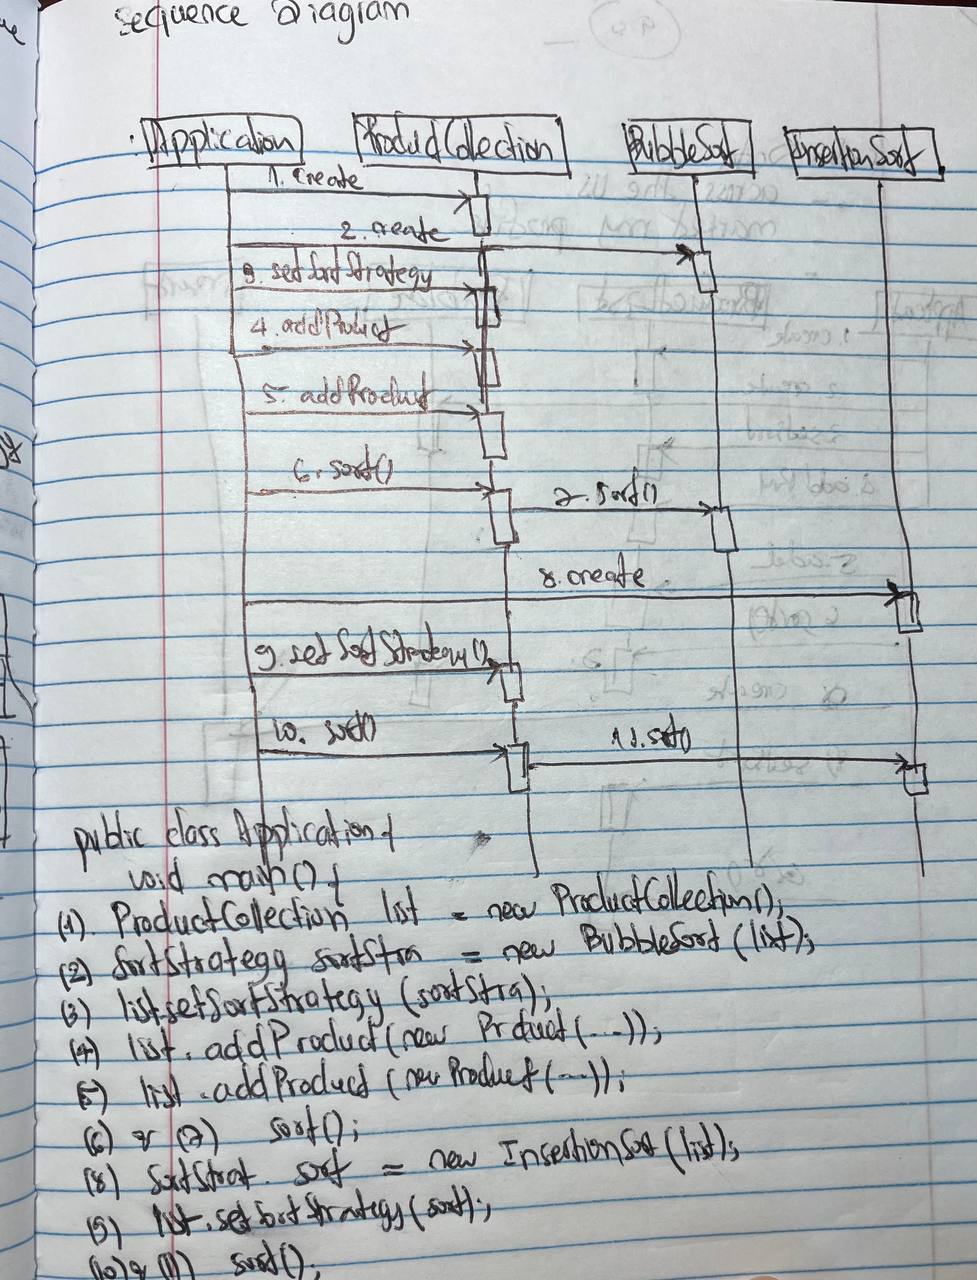 Sequence Diagram
Application ProductCollection BubbleSort InsertionSort
1. Create
2. create
3. setSortStrategy
4. addProduct
5. addProduct
6. sort()
7. sort()
8. create
9. setSortStrategy()
10. sort()
11. sort()
public class Application {
void main() {
(1) ProductCollection list = new ProductCollection();
(2) SortStrategy sortStra = new BubbleSort (list);
(3) list.setSortStrategy (sortStra);
(4) list.addProduct(new Prduct(---));
(5) list.addProduct (new Product(---));
(6) & (7) sort();
(8) SortStrat. sort = new InsertionSort (list);
(9) list.setSortStrategy(sort);
(10) & (11) sort();